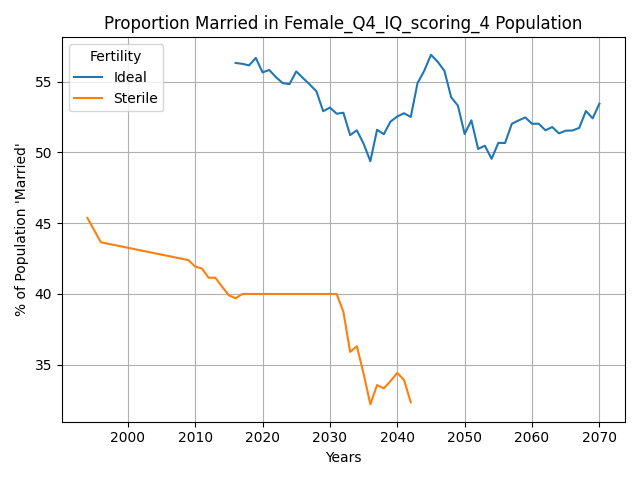 Proportion Married in Female_Q4_IQ_scoring_4 Population
Fertility
Ideal
Sterile
% of Population 'Married'
55
50
45
40
35
2000 2010 2020 2030 2040 2050 2060 2070
Years